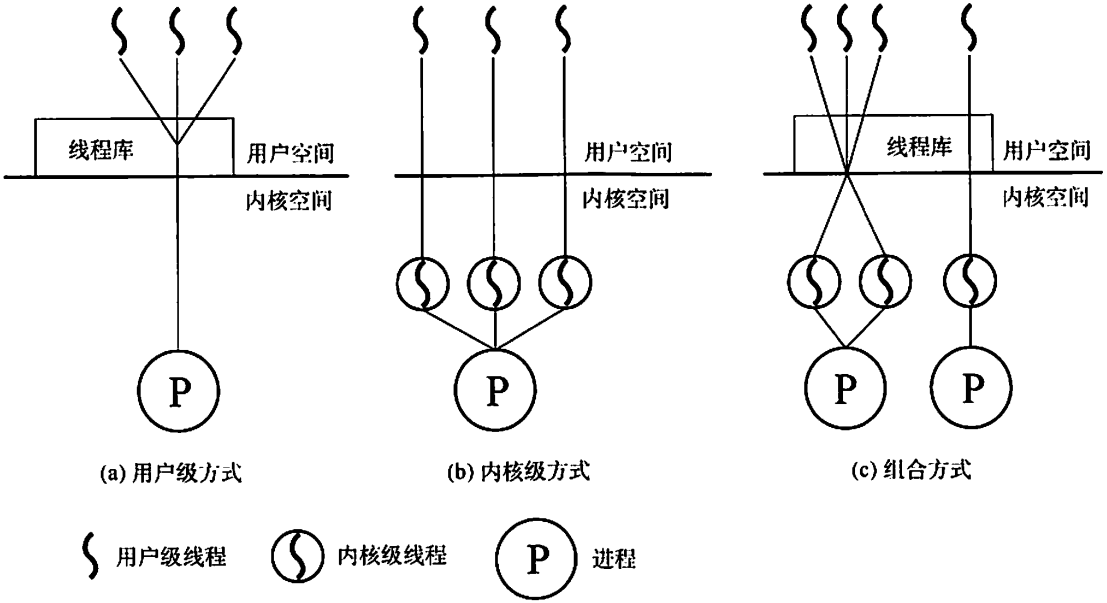 线程库
用户空间
内核空间
用户空间
内核空间
线程库
用户空间
内核空间
P
P
P
P
(a) 用户级方式
(b) 内核级方式
(c) 组合方式
用户级线程
内核级线程
P
进程